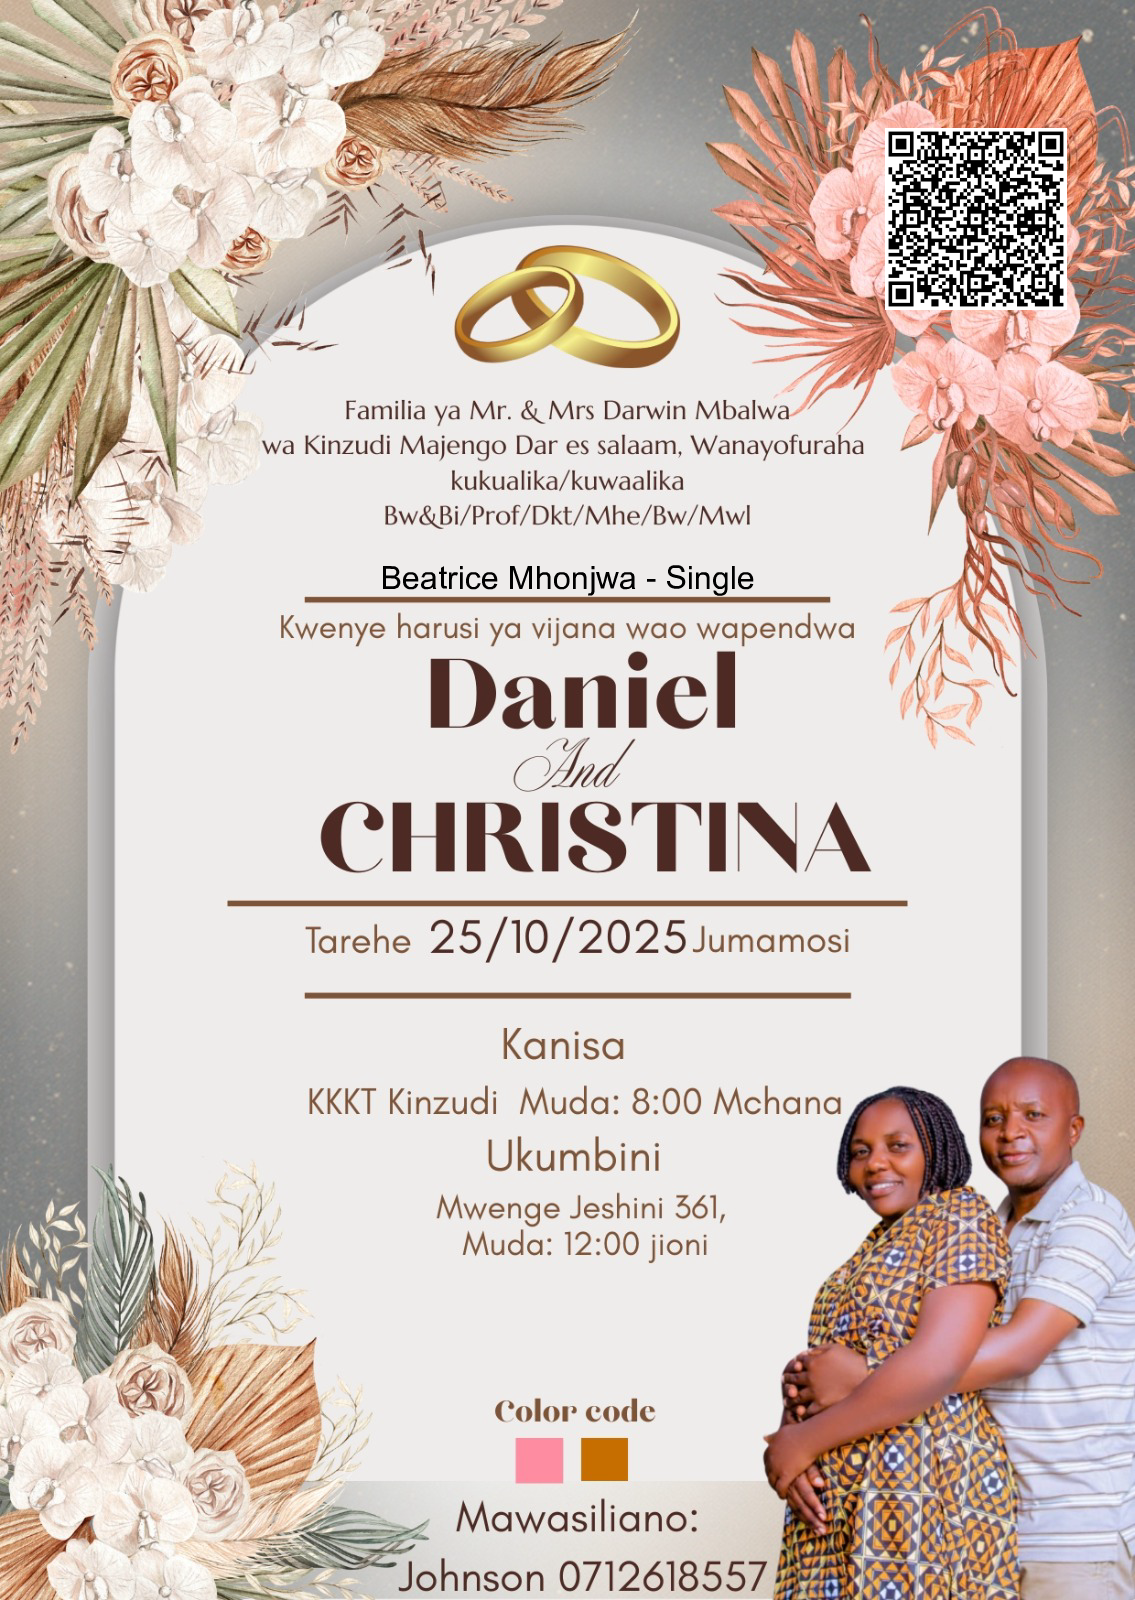 Familia ya Mr. & Mrs Darwin Mbalwa
wa Kinzudi Majengo Dar es salaam, Wanayofuraha
kukualika/kuwaalika
Bw&Bi/Prof/Dkt/Mhe/Bw/Mwl
Beatrice Mhonjwa - Single
Kwenye harusi ya vijana wao wapendwa
Daniel
And
CHRISTINA
Tarehe 25/10/2025 Jumamosi
Kanisa
KKKT Kinzudi Muda: 8:00 Mchana
Ukumbini
Mwenge Jeshini 361,
Muda: 12:00 jioni
Color code
Mawasiliano:
Johnson 0712618557